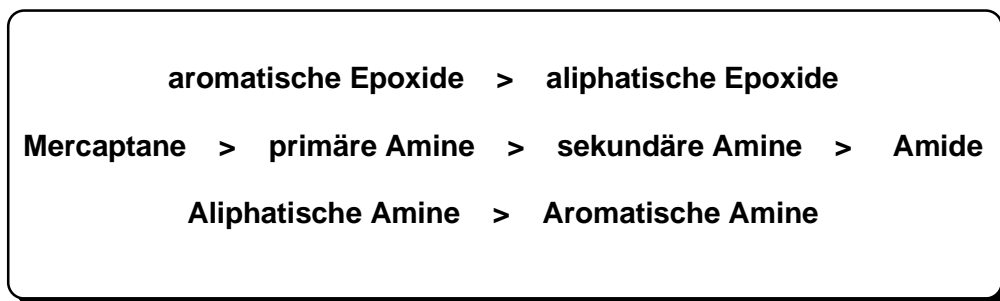 aromatische Epoxide > aliphatische Epoxide
Mercaptane > primäre Amine > sekundäre Amine > Amide
Aliphatische Amine > Aromatische Amine